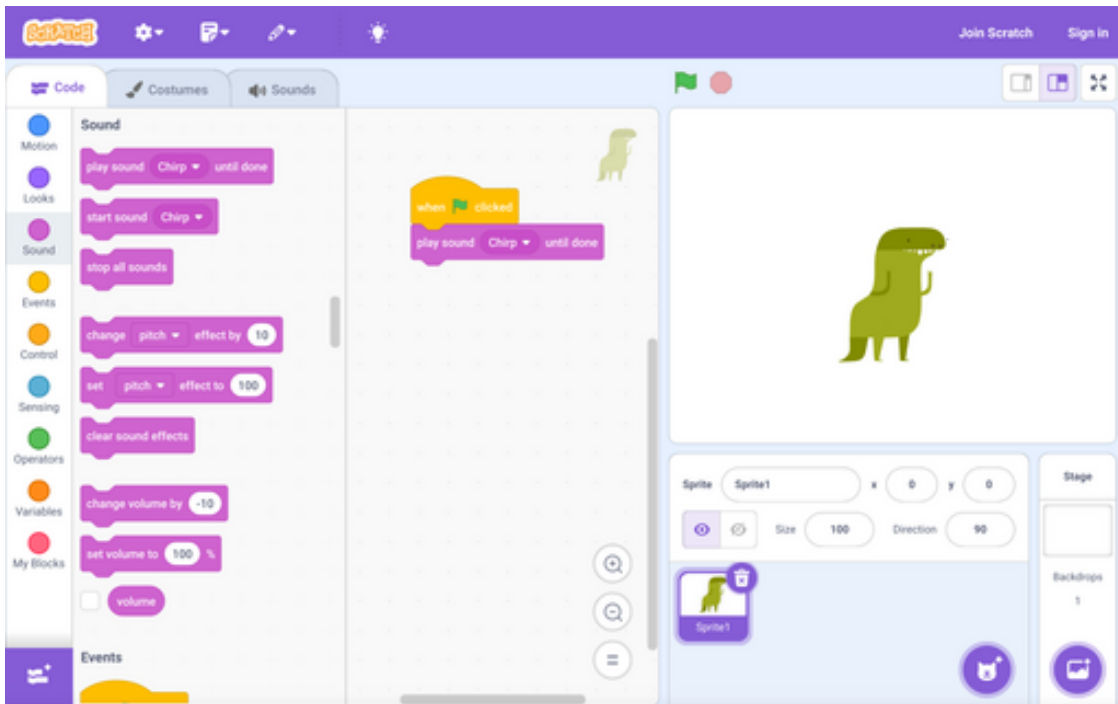 SCRATCH
Join Scratch
Sign in
Code
Costumes
Sounds
Motion
Looks
Sound
Events
Control
Sensing
Operators
Variables
My Blocks
Sound
play sound Chirp until done
start sound Chirp
stop all sounds
change pitch effect by 10
set pitch effect to 100
clear sound effects
change volume by -10
set volume to 100 %
volume
Events
when clicked
play sound Chirp until done
Sprite Sprite1 x 0 y 0
Size 100 Direction 90
Sprite1
Stage
Backdrops
1